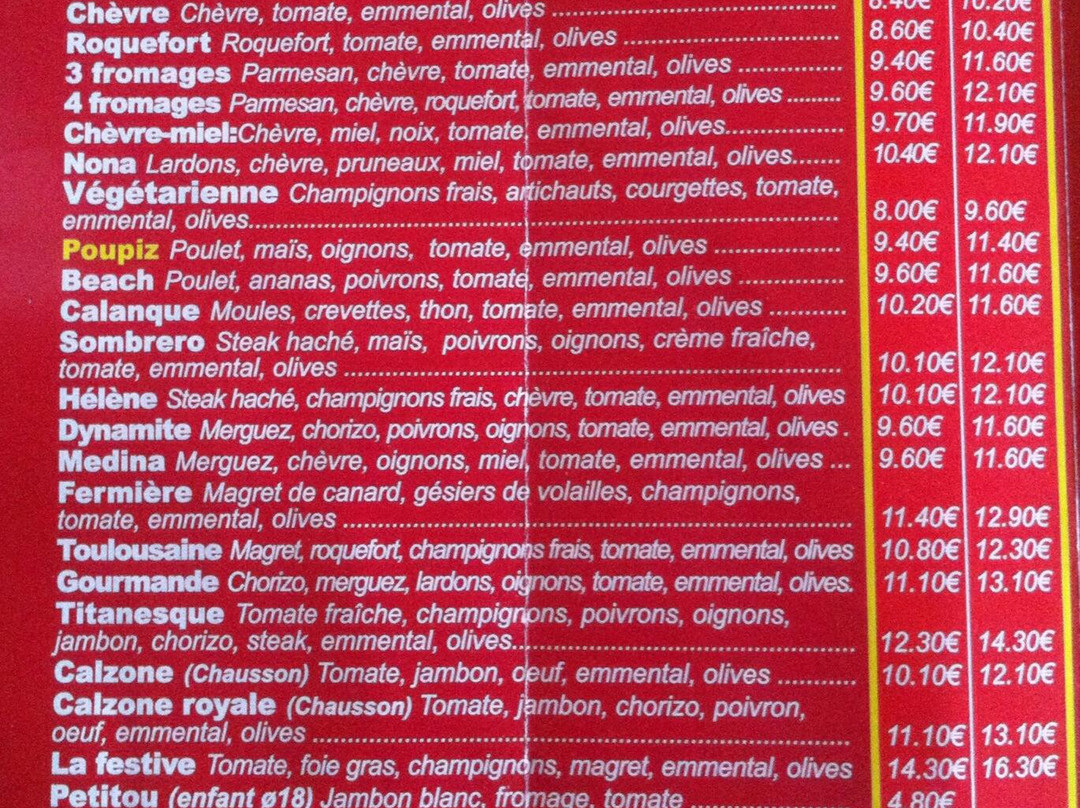 Chèvre Chèvre, tomate, emmental, olives ........................................ 8.40€ 10.20€
Roquefort Roquefort, tomate, emmental, olives .............................. 8.60€ 10.40€
3 fromages Parmesan, chèvre, tomate, emmental, olives .............. 9.40€ 11.60€
4 fromages Parmesan, chèvre, roquefort, tomate, emmental, olives ......... 9.60€ 12.10€
Chèvre-miel:Chèvre, miel, noix, tomate, emmental, olives................ 9.70€ 11.90€
Nona Lardons, chèvre, pruneaux, miel, tomate, emmental, olives....... 10.40€ 12.10€
Végétarienne Champignons frais, artichauts, courgettes, tomate,
emmental, olives.................................................................................. 8.00€ 9.60€
Poupiz Poulet, maïs, oignons, tomate, emmental, olives .................. 9.40€ 11.40€
Beach Poulet, ananas, poivrons, tomate, emmental, olives ............... 9.60€ 11.60€
Calanque Moules, crevettes, thon, tomate, emmental, olives ........... 10.20€ 11.60€
Sombrero Steak haché, maïs, poivrons, oignons, crème fraîche,
tomate, emmental, olives ..................................................................... 10.10€ 12.10€
Hélène Steak haché, champignons frais, chèvre, tomate, emmental, olives 10.10€ 12.10€
Dynamite Merguez, chorizo, poivrons, oignons, tomate, emmental, olives . 9.60€ 11.60€
Medina Merguez, chèvre, oignons, miel, tomate, emmental, olives ... 9.60€ 11.60€
Fermière Magret de canard, gésiers de volailles, champignons,
tomate, emmental, olives ....................................................................... 11.40€ 12.90€
Toulousaine Magret, roquefort, champignons frais, tomate, emmental, olives 10.80€ 12.30€
Gourmande Chorizo, merguez, lardons, oignons, tomate, emmental, olives. 11.10€ 13.10€
Titanesque Tomate fraîche, champignons, poivrons, oignons,
jambon, chorizo, steak, emmental, olives............................................... 12.30€ 14.30€
Calzone (Chausson) Tomate, jambon, oeuf, emmental, olives ........... 10.10€ 12.10€
Calzone royale (Chausson) Tomate, jambon, chorizo, poivron,
oeuf, emmental, olives .......................................................................... 11.10€ 13.10€
La festive Tomate, foie gras, champignons, magret, emmental, olives 14.30€ 16.30€
Petitou (enfant ø18) Jambon blanc, fromage, tomate ...................... 4.80€